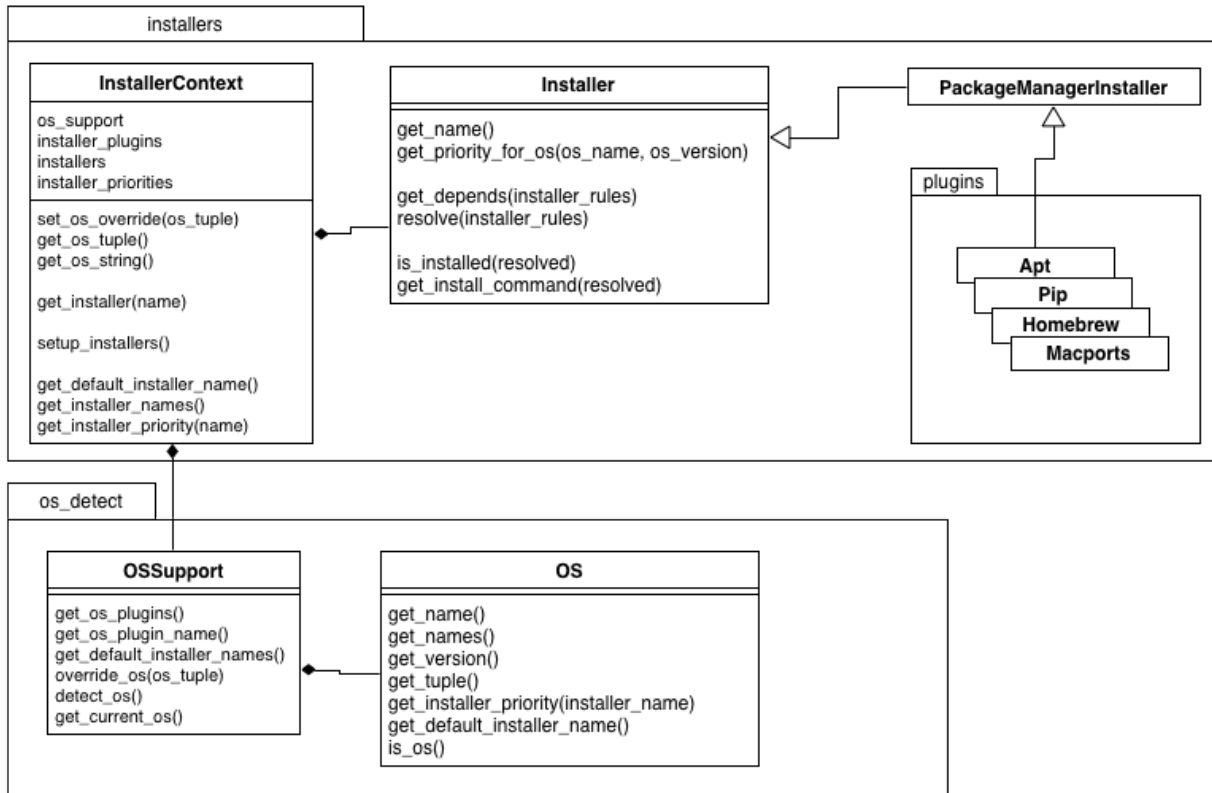 installers
InstallerContext
os_support
installer_plugins
installers
installer_priorities
set_os_override(os_tuple)
get_os_tuple()
get_os_string()
get_installer(name)
setup_installers()
get_default_installer_name()
get_installer_names()
get_installer_priority(name)
Installer
get_name()
get_priority_for_os(os_name, os_version)
get_depends(installer_rules)
resolve(installer_rules)
is_installed(resolved)
get_install_command(resolved)
PackageManagerInstaller
plugins
Apt
Pip
Homebrew
Macports
os_detect
OSSupport
get_os_plugins()
get_os_plugin_name()
get_default_installer_names()
override_os(os_tuple)
detect_os()
get_current_os()
OS
get_name()
get_names()
get_version()
get_tuple()
get_installer_priority(installer_name)
get_default_installer_name()
is_os()